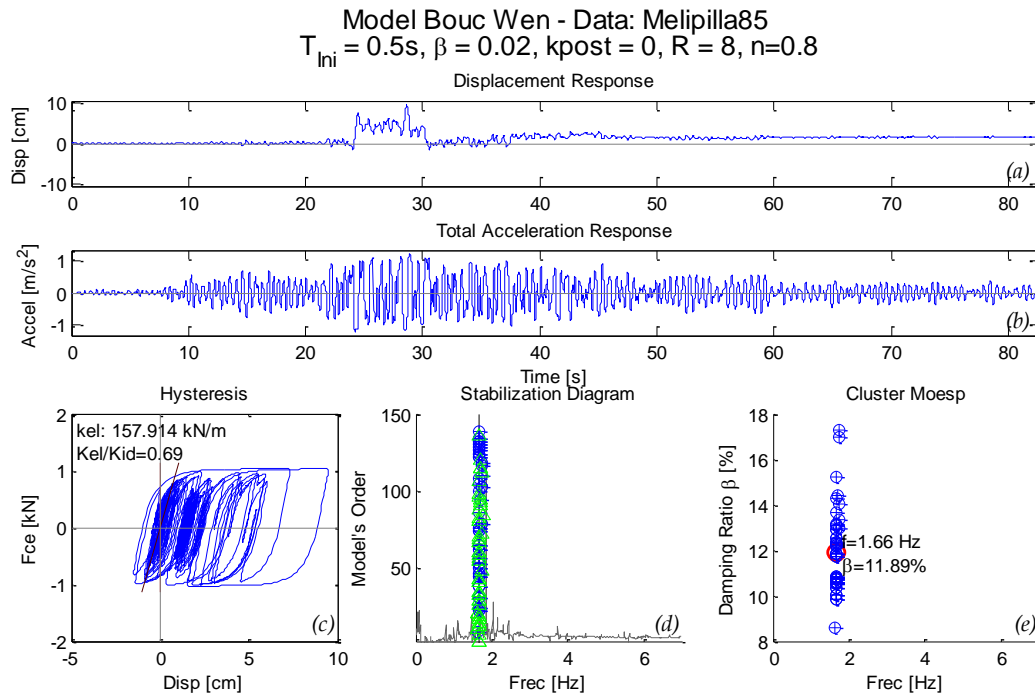 Model Bouc Wen - Data: Melipilla85
T_Ini = 0.5s, β = 0.02, kpost = 0, R = 8, n=0.8
Displacement Response
Disp [cm]
10
0
-10
0 10 20 30 40 50 60 70 80
(a)
Total Acceleration Response
Accel [m/s²]
1
0
-1
0 10 20 30 40 50 60 70 80
(b)
Time [s]
Hysteresis
Fce [kN]
2
1
0
-1
-2
kel: 157.914 kN/m
Kel/Kid=0.69
(c)
-5 0 5 10
Disp [cm]
Stabilization Diagram
Model's Order
150
100
50
(d)
0 2 4 6
Frec [Hz]
Cluster Moesp
Damping Ratio β [%]
18
16
14
12
10
8
f=1.66 Hz
β=11.89%
(e)
0 2 4 6
Frec [Hz]